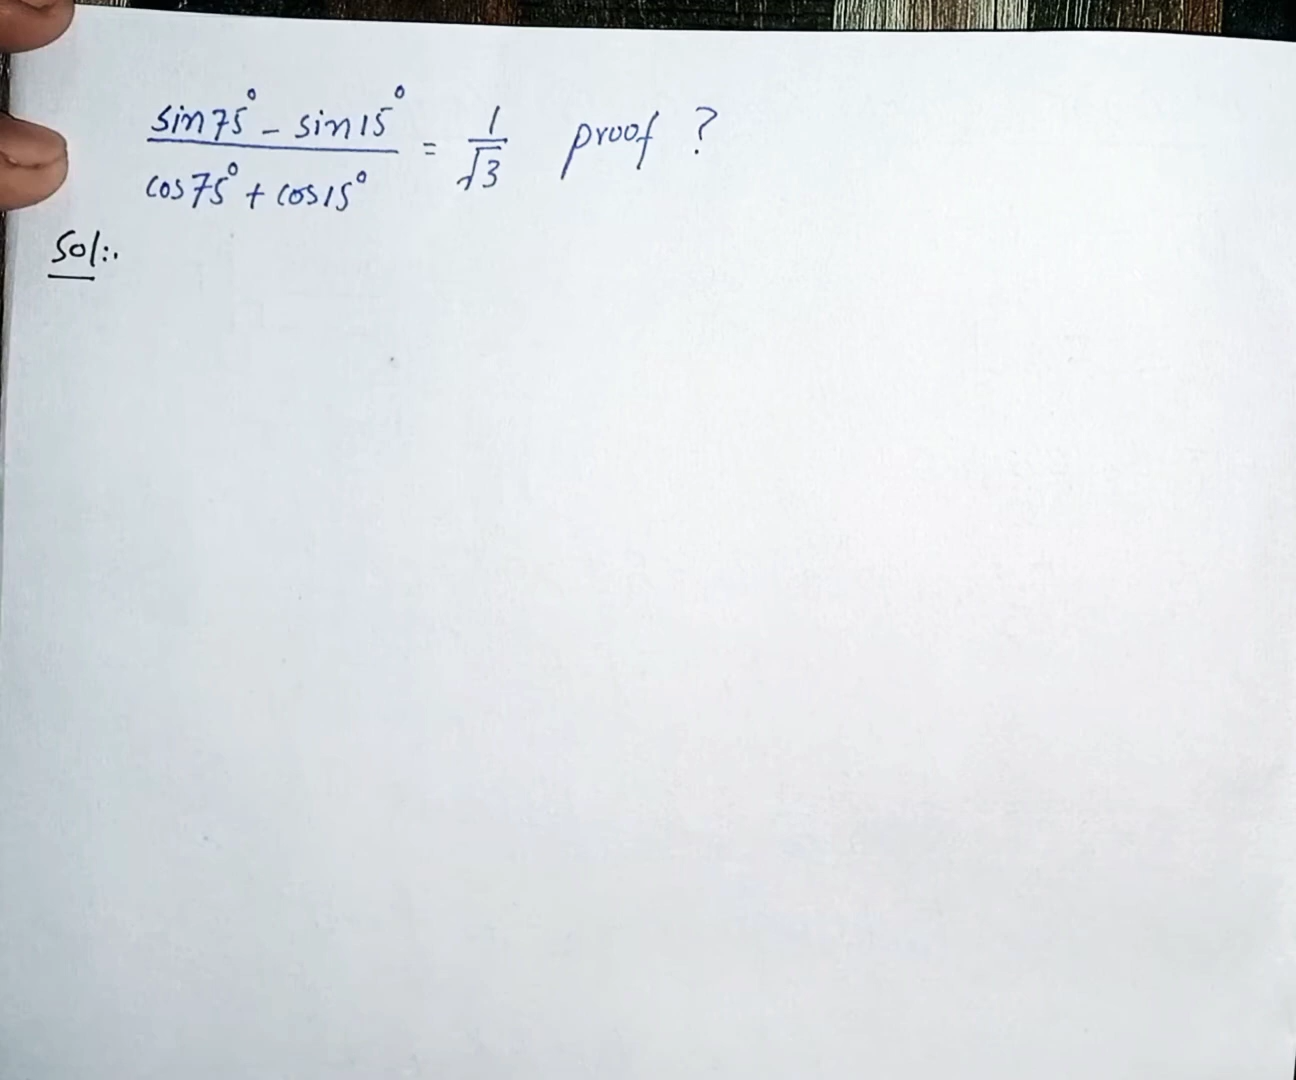 sin75° - sin15° / cos75° + cos15° = 1/√3 proof ?
Sol:.